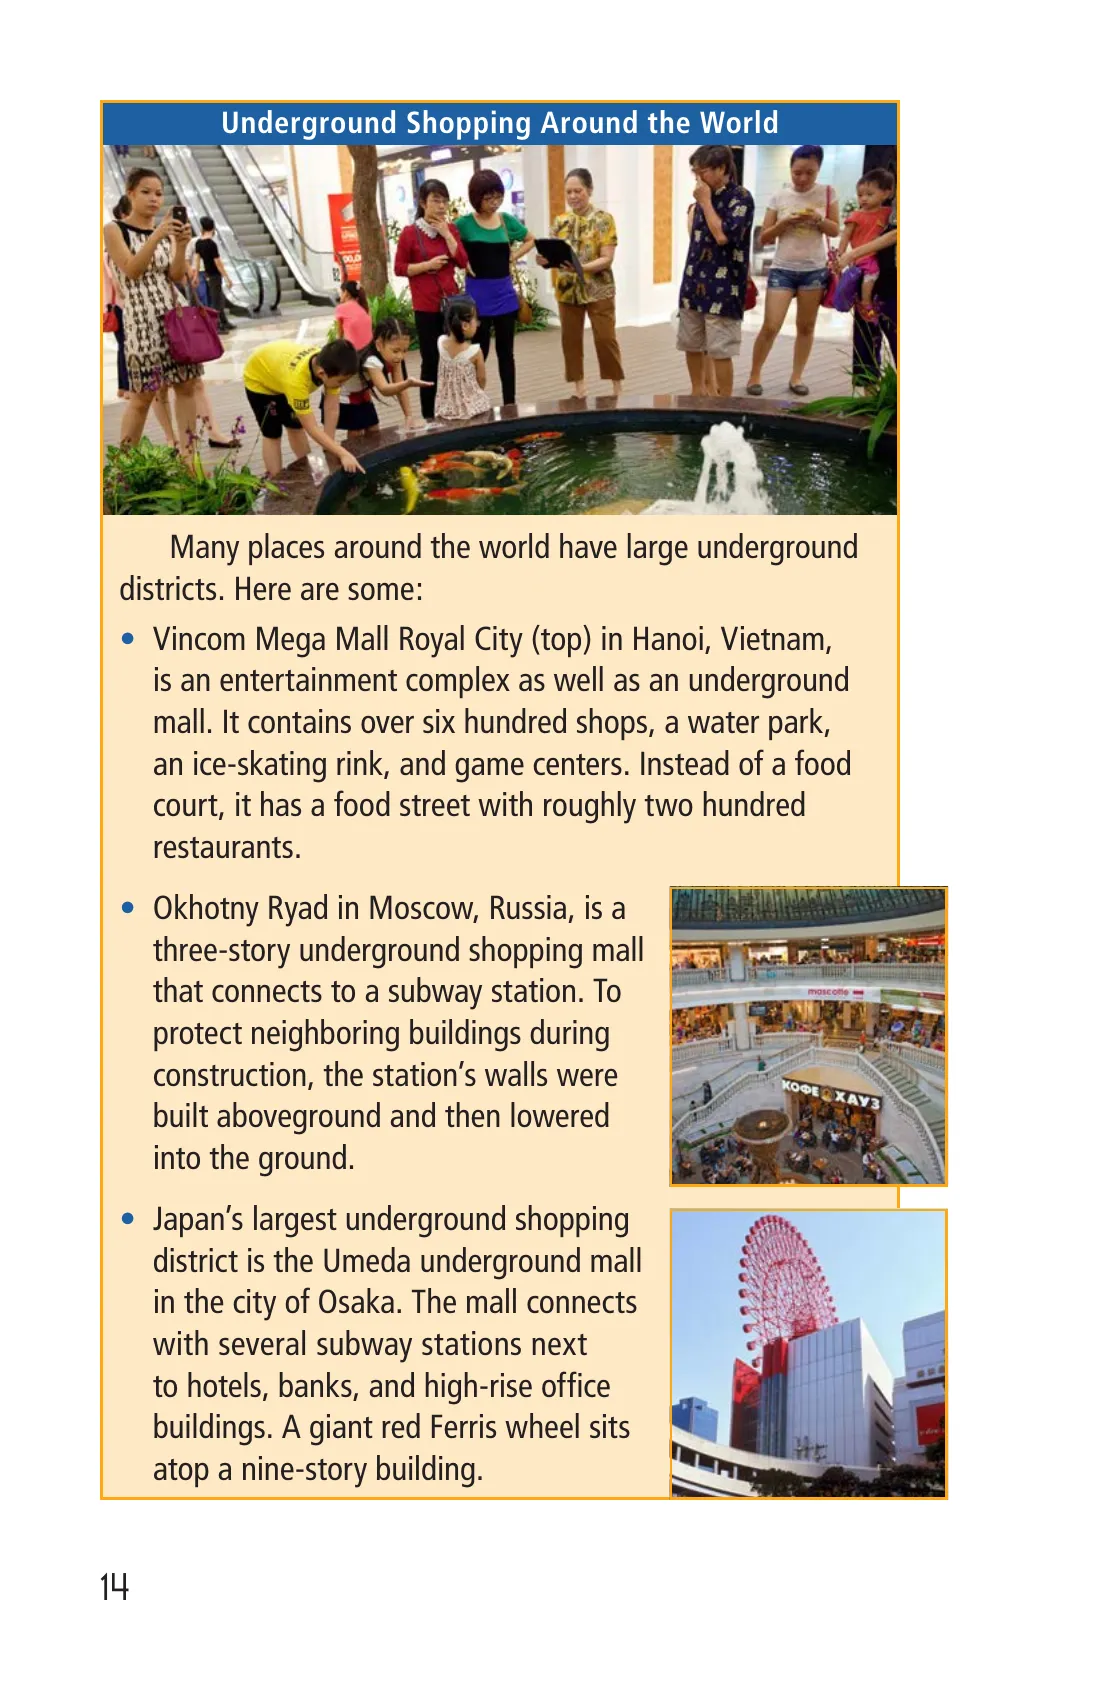 Underground Shopping Around the World
Many places around the world have large underground
districts. Here are some:
• Vincom Mega Mall Royal City (top) in Hanoi, Vietnam,
is an entertainment complex as well as an underground
mall. It contains over six hundred shops, a water park,
an ice-skating rink, and game centers. Instead of a food
court, it has a food street with roughly two hundred
restaurants.
• Okhotny Ryad in Moscow, Russia, is a
three-story underground shopping mall
that connects to a subway station. To
protect neighboring buildings during
construction, the station’s walls were
built aboveground and then lowered
into the ground.
mascotte
КОФЕ ХАУЗ
• Japan’s largest underground shopping
district is the Umeda underground mall
in the city of Osaka. The mall connects
with several subway stations next
to hotels, banks, and high-rise office
buildings. A giant red Ferris wheel sits
atop a nine-story building.
14